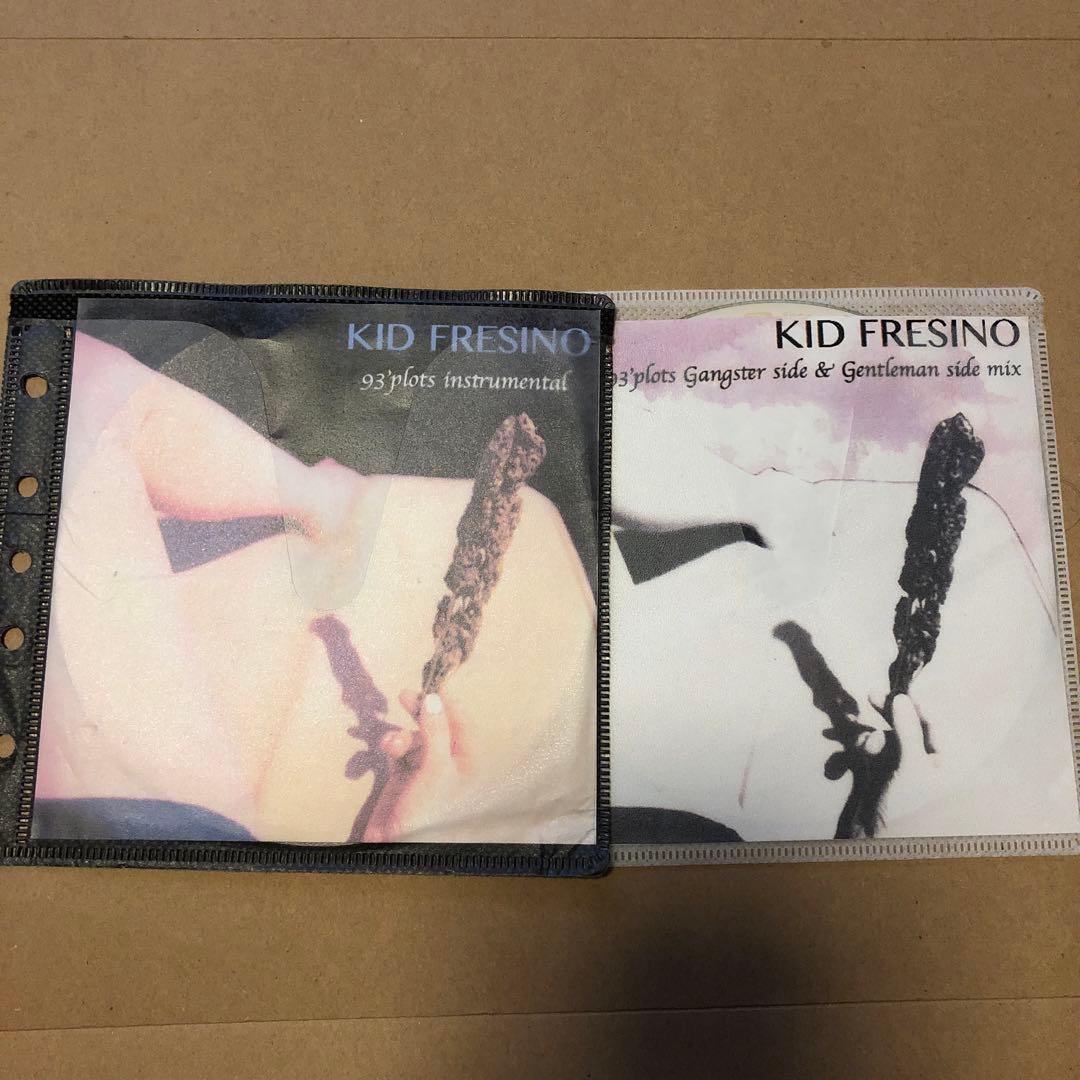 KID FRESINO
93'plots instrumental
KID FRESINO
93'plots Gangster side & Gentleman side mix